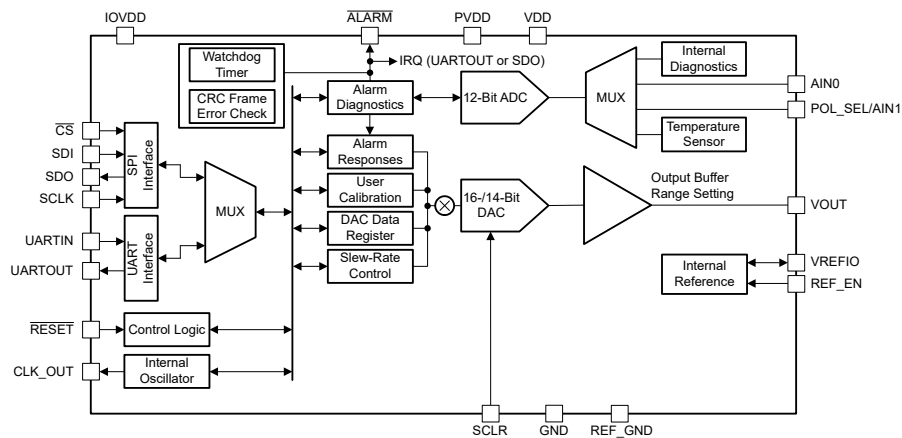 IOVDD
ALARM
PVDD
VDD
Watchdog
Timer
CRC Frame
Error Check
IRQ (UARTOUT or SDO)
Alarm
Diagnostics
12-Bit ADC
MUX
Internal
Diagnostics
AIN0
POL_SEL/AIN1
Temperature
Sensor
CS
SDI
SDO
SCLK
SPI
Interface
UARTIN
UARTOUT
UART
Interface
MUX
Alarm
Responses
User
Calibration
DAC Data
Register
Slew-Rate
Control
16-/14-Bit
DAC
Output Buffer
Range Setting
VOUT
Internal
Reference
VREFIO
REF_EN
RESET
Control Logic
CLK_OUT
Internal
Oscillator
SCLR
GND
REF_GND